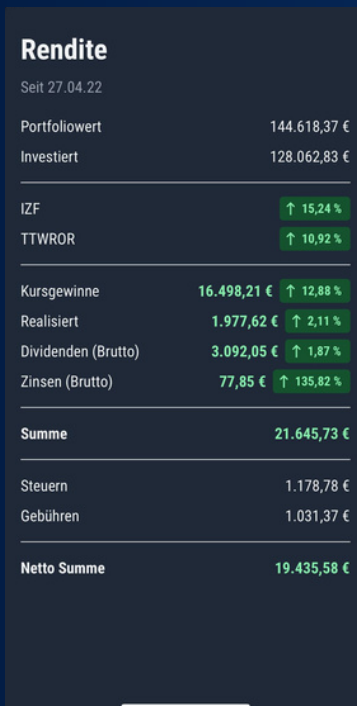 Rendite
Seit 27.04.22
Portfoliowert 144.618,37 €
Investiert 128.062,83 €
IZF ↑ 15,24 %
TTWROR ↑ 10,92 %
Kursgewinne 16.498,21 € ↑ 12,88 %
Realisiert 1.977,62 € ↑ 2,11 %
Dividenden (Brutto) 3.092,05 € ↑ 1,87 %
Zinsen (Brutto) 77,85 € ↑ 135,82 %
Summe 21.645,73 €
Steuern 1.178,78 €
Gebühren 1.031,37 €
Netto Summe 19.435,58 €